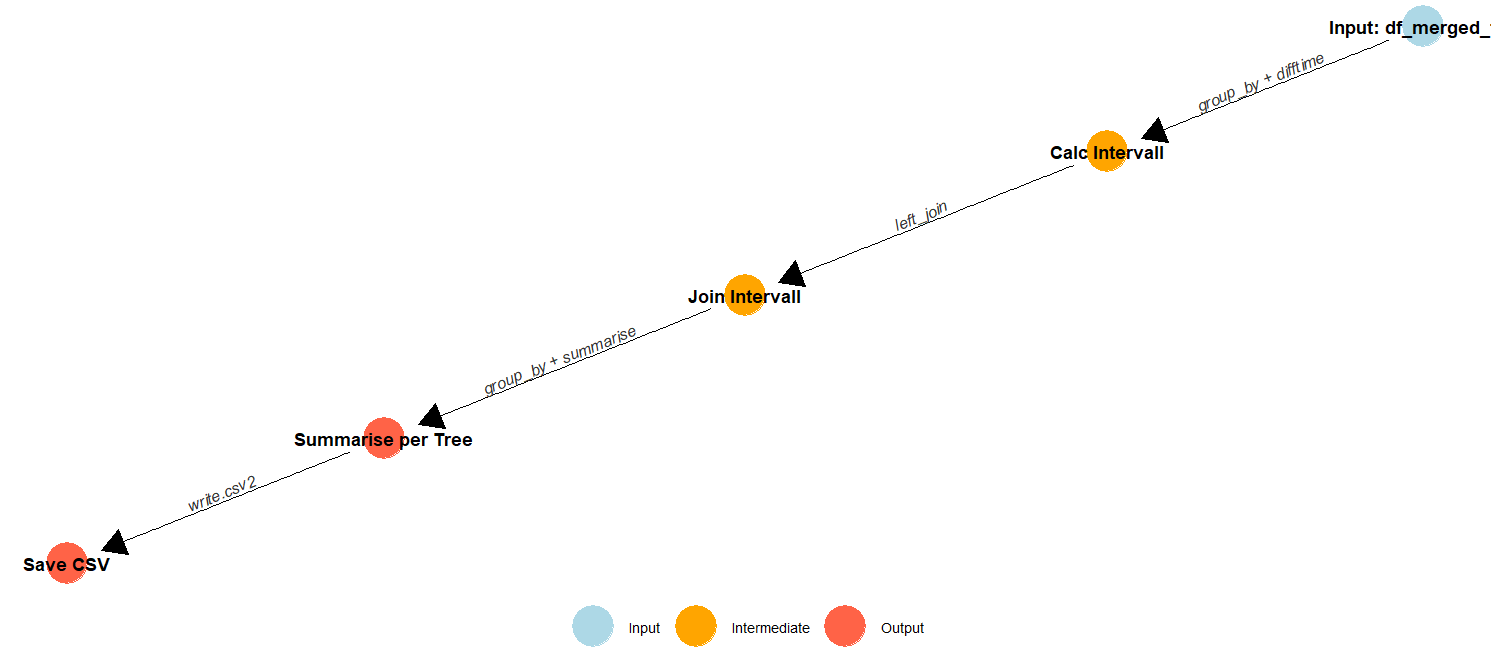 Input: df_merged_
group_by + difftime
Calc Intervall
left_join
Join Intervall
group_by + summarise
Summarise per Tree
write.csv2
Save CSV
Input
Intermediate
Output